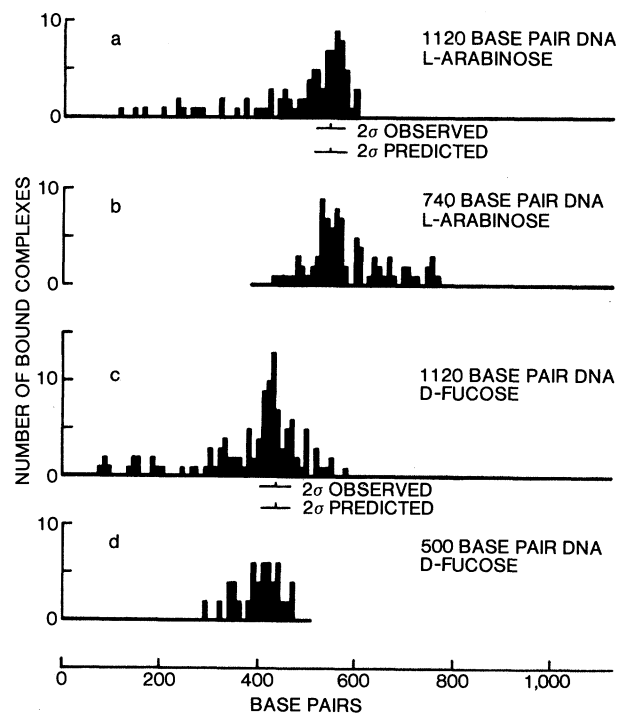 10
5
0
a
1120 BASE PAIR DNA
L-ARABINOSE
2σ OBSERVED
2σ PREDICTED
10
0
b
740 BASE PAIR DNA
L-ARABINOSE
NUMBER OF BOUND COMPLEXES
10
0
c
1120 BASE PAIR DNA
D-FUCOSE
2σ OBSERVED
2σ PREDICTED
10
0
d
500 BASE PAIR DNA
D-FUCOSE
0 200 400 600 800 1,000
BASE PAIRS